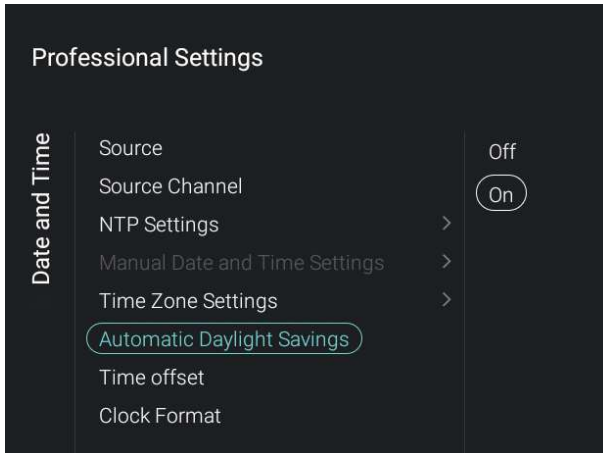 Professional Settings
Date and Time
Source
Source Channel
NTP Settings
Manual Date and Time Settings
Time Zone Settings
Automatic Daylight Savings
Time offset
Clock Format
Off
On